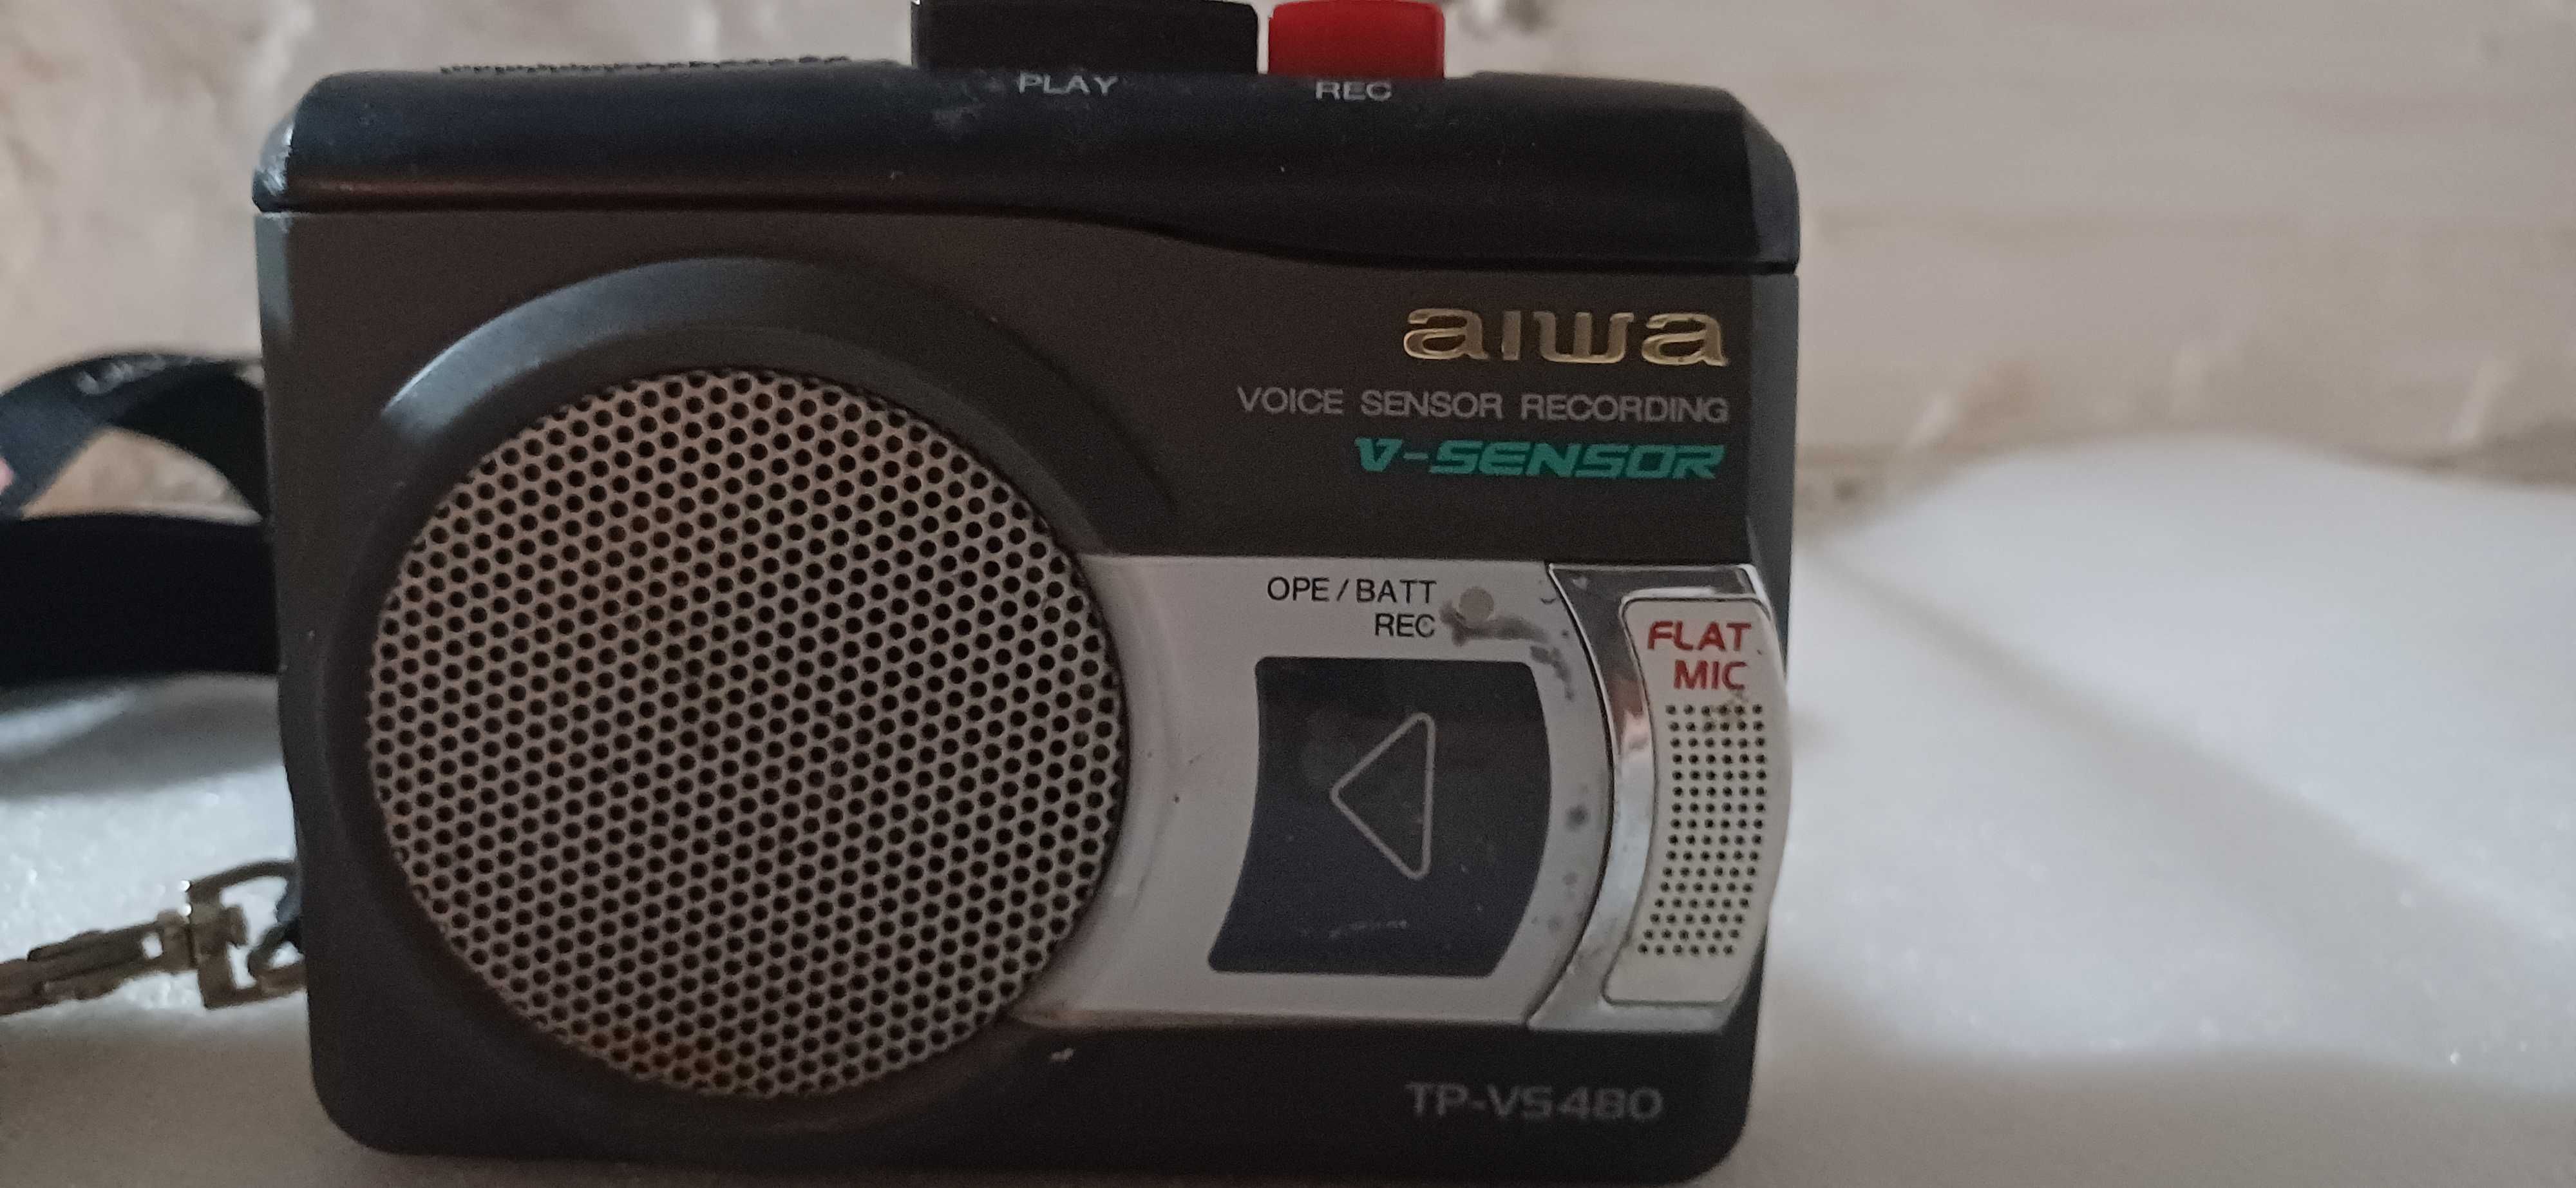 PLAY
REC
aiwa
VOICE SENSOR RECORDING
V-SENSOR
OPE/BATT
REC
FLAT
MIC
TP-VS480